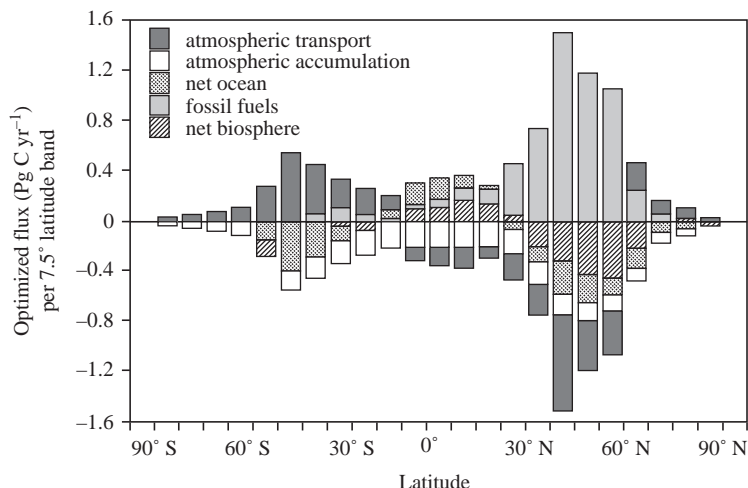 1.6
1.2
0.8
0.4
0
−0.4
−0.8
−1.2
−1.6
Optimized flux (Pg C yr⁻¹)
per 7.5° latitude band
atmospheric transport
atmospheric accumulation
net ocean
fossil fuels
net biosphere
90° S 60° S 30° S 0° 30° N 60° N 90° N
Latitude